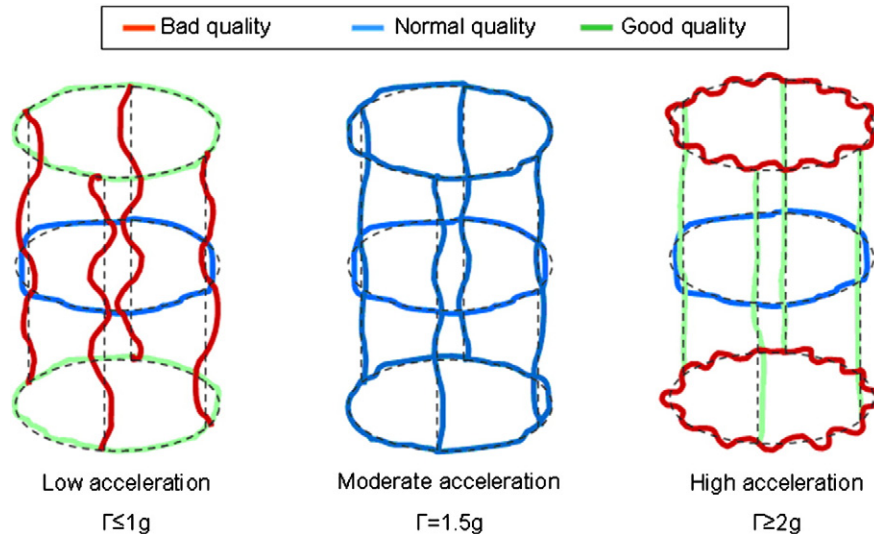 Bad quality Normal quality Good quality
Low acceleration Moderate acceleration High acceleration
Γ≤1g Γ=1.5g Γ≥2g